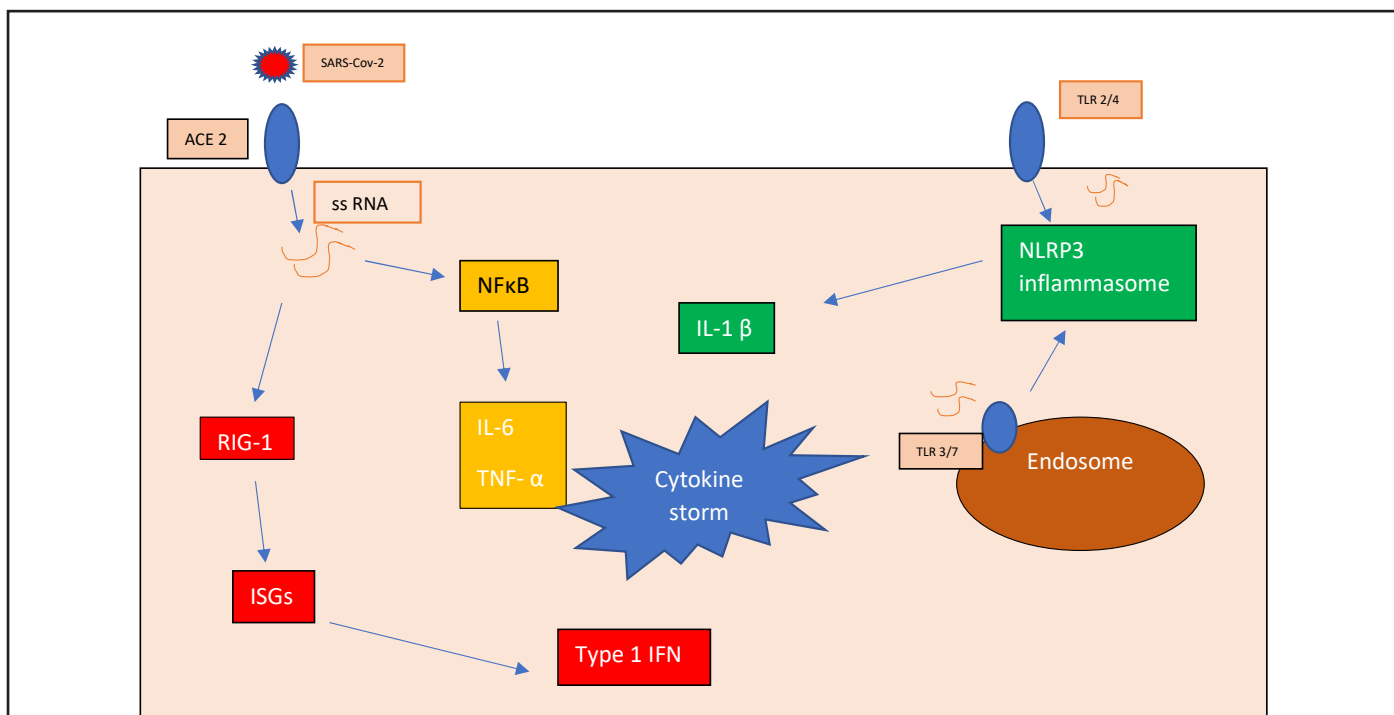 SARS-Cov-2
TLR 2/4
ACE 2
ss RNA
NLRP3
inflammasome
NFκB
IL-1 β
IL-6
TNF- α
RIG-1
Cytokine
storm
TLR 3/7
Endosome
ISGs
Type 1 IFN